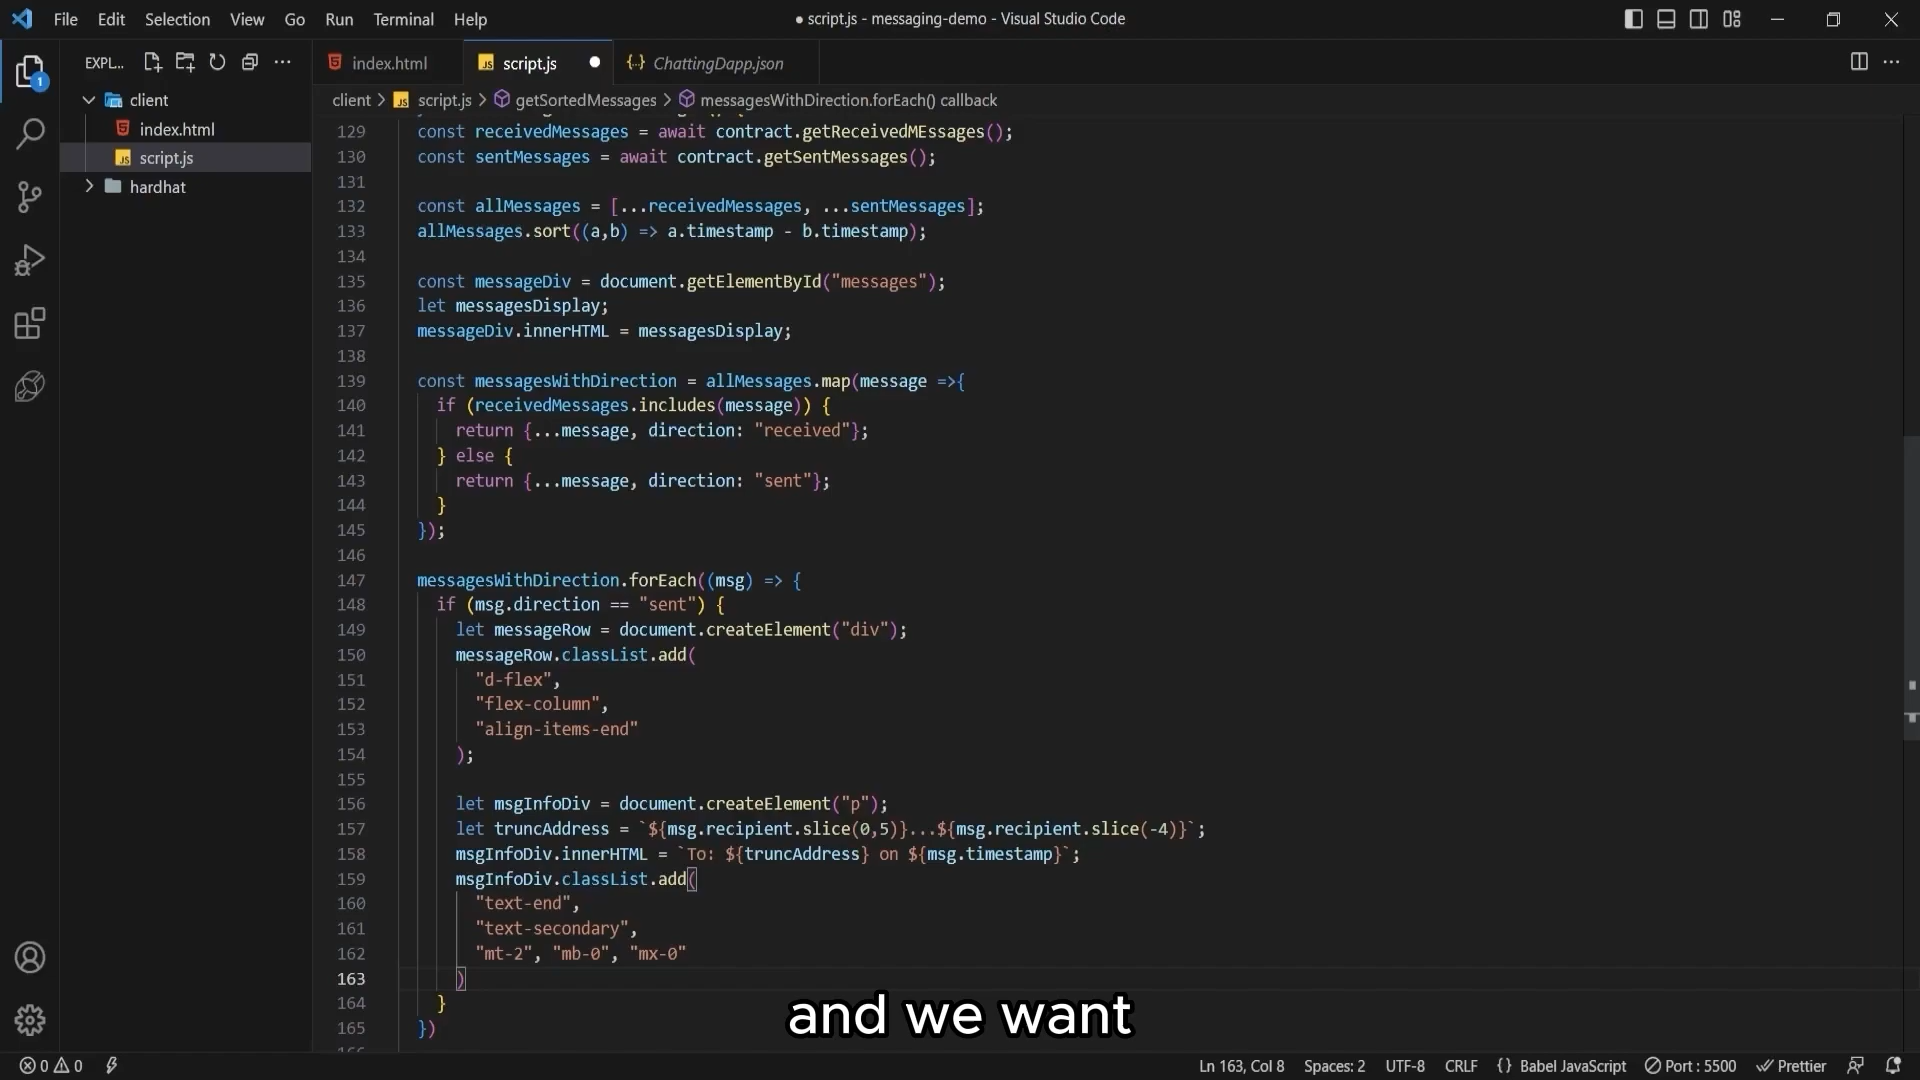 File Edit Selection View Go Run Terminal Help
● script.js - messaging-demo - Visual Studio Code
EXPL...
index.html
script.js
ChattingDapp.json
1
client
index.html
script.js
hardhat
client > script.js > getSortedMessages > messagesWithDirection.forEach() callback
129 const receivedMessages = await contract.getReceivedMEssages();
130 const sentMessages = await contract.getSentMessages();
131
132 const allMessages = [...receivedMessages, ...sentMessages];
133 allMessages.sort((a,b) => a.timestamp - b.timestamp);
134
135 const messageDiv = document.getElementById("messages");
136 let messagesDisplay;
137 messageDiv.innerHTML = messagesDisplay;
138
139 const messagesWithDirection = allMessages.map(message =>{
140 if (receivedMessages.includes(message)) {
141 return {...message, direction: "received"};
142 } else {
143 return {...message, direction: "sent"};
144 }
145 });
146
147 messagesWithDirection.forEach((msg) => {
148 if (msg.direction == "sent") {
149 let messageRow = document.createElement("div");
150 messageRow.classList.add(
151 "d-flex",
152 "flex-column",
153 "align-items-end"
154 );
155
156 let msgInfoDiv = document.createElement("p");
157 let truncAddress = `${msg.recipient.slice(0,5)}...${msg.recipient.slice(-4)}`;
158 msgInfoDiv.innerHTML = `To: ${truncAddress} on ${msg.timestamp}`;
159 msgInfoDiv.classList.add(
160 "text-end",
161 "text-secondary",
162 "mt-2", "mb-0", "mx-0"
163 )
164 }
165 })
and we want
0 0
Ln 163, Col 8 Spaces: 2 UTF-8 CRLF {} Babel JavaScript Port : 5500 Prettier